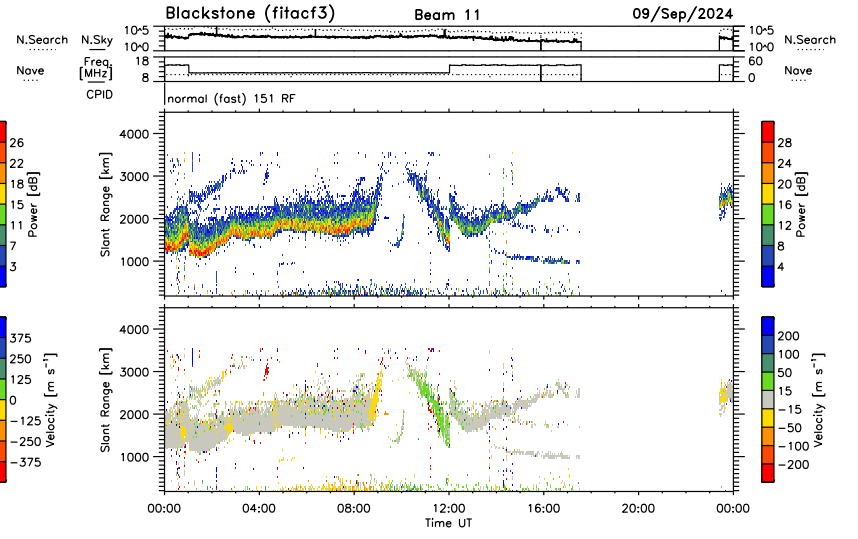 Blackstone (fitacf3) Beam 11 09/Sep/2024
N.Search N.Sky 10^5 10^0 10^5 10^0 N.Search
Nave Freq. [MHz] 18 8 60 0 Nave
CPID normal (fast) 151 RF
Slant Range [km] 4000 3000 2000 1000
26 22 18 15 11 7 3 Power [dB]
28 24 20 16 12 8 4 Power [dB]
Slant Range [km] 4000 3000 2000 1000
375 250 125 0 −125 −250 −375 Velocity [m s⁻¹]
200 100 50 15 −15 −50 −100 −200 Velocity [m s⁻¹]
00:00 04:00 08:00 12:00 16:00 20:00 00:00
Time UT